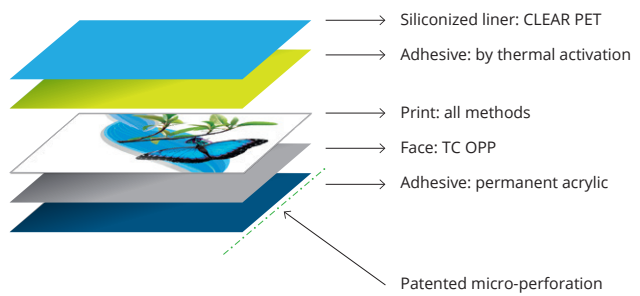 Siliconized liner: CLEAR PET
Adhesive: by thermal activation
Print: all methods
Face: TC OPP
Adhesive: permanent acrylic
Patented micro-perforation